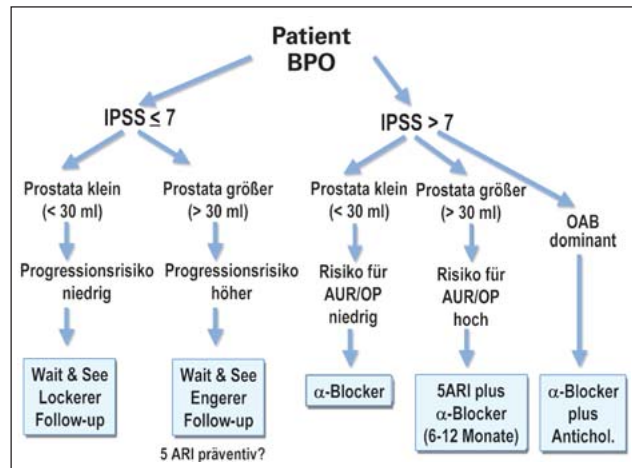 Patient
BPO
IPSS ≤ 7
IPSS > 7
Prostata klein
(< 30 ml)
Prostata größer
(> 30 ml)
Prostata klein
(< 30 ml)
Prostata größer
(> 30 ml)
OAB
dominant
Progressionsrisiko
niedrig
Progressionsrisiko
höher
Risiko für
AUR/OP
niedrig
Risiko für
AUR/OP
hoch
Wait & See
Lockerer
Follow-up
Wait & See
Engerer
Follow-up
α-Blocker
5ARI plus
α-Blocker
(6-12 Monate)
α-Blocker
plus
Antichol.
5 ARI präventiv?